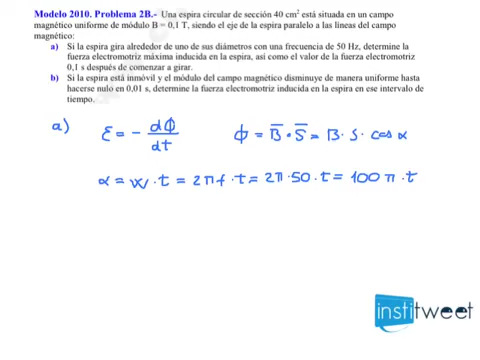 Modelo 2010. Problema 2B.- Una espira circular de sección 40 cm² está situada en un campo
magnético uniforme de módulo B = 0,1 T, siendo el eje de la espira paralelo a las líneas del campo
magnético:
a) Si la espira gira alrededor de uno de sus diámetros con una frecuencia de 50 Hz, determine la
fuerza electromotriz máxima inducida en la espira, así como el valor de la fuerza electromotriz
0,1 s después de comenzar a girar.
b) Si la espira está inmóvil y el módulo del campo magnético disminuye de manera uniforme hasta
hacerse nulo en 0,01 s, determine la fuerza electromotriz inducida en la espira en ese intervalo de
tiempo.
a) ε = - dΦ/dt Φ = B̄ · S̄ = B · S · cos α
α = W · t = 2πf · t = 2π · 50 · t = 100 π · t
institweet